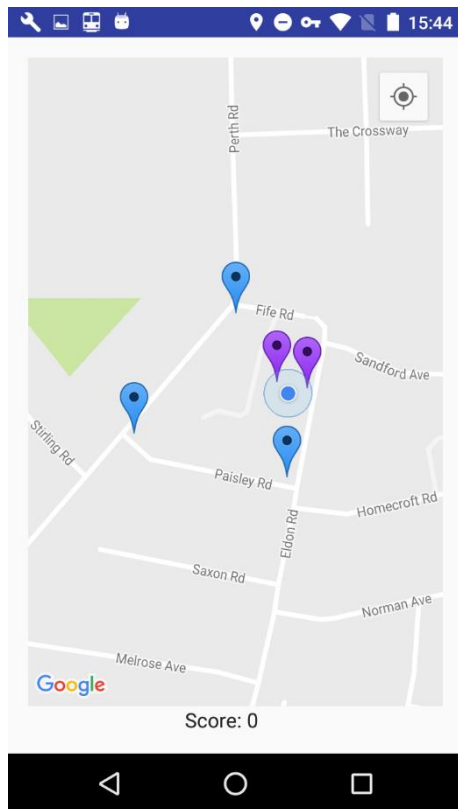 15:44
The Crossway
Perth Rd
Fife Rd
Sandford Ave
Stirling Rd
Paisley Rd
Homecroft Rd
Eldon Rd
Saxon Rd
Norman Ave
Melrose Ave
Google
Score: 0